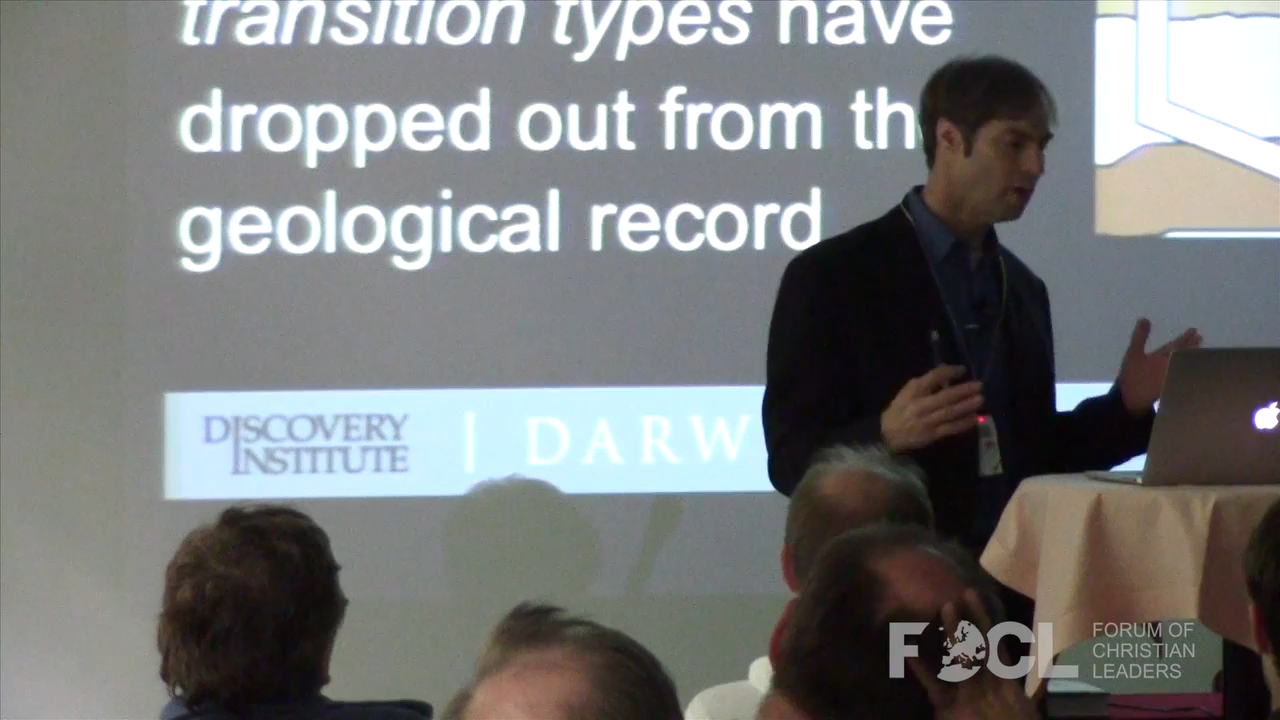 transition types have
dropped out from th
geological record
DISCOVERY
INSTITUTE
DARW
FOCL
FORUM OF
CHRISTIAN
LEADERS